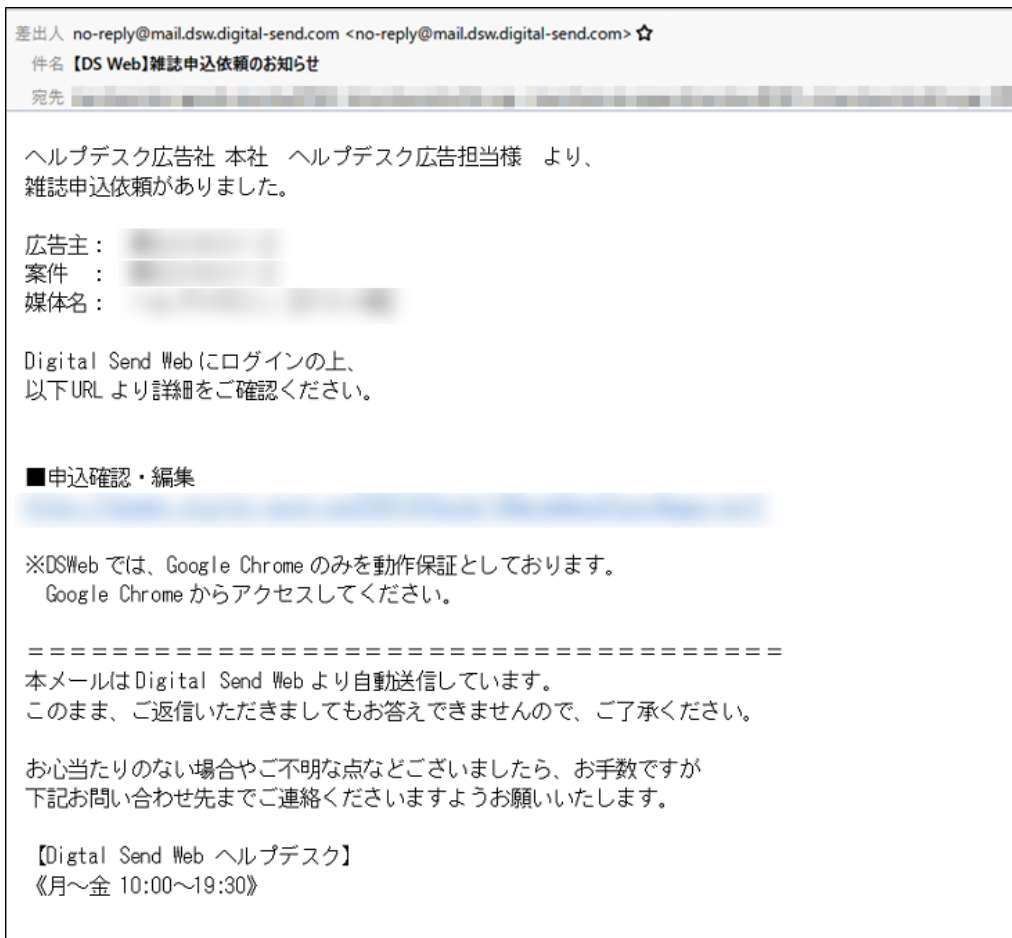 差出人 no-reply@mail.dsw.digital-send.com <no-reply@mail.dsw.digital-send.com>
件名 【DS Web】雑誌申込依頼のお知らせ
宛先
ヘルプデスク広告社 本社　ヘルプデスク広告担当様　より、
雑誌申込依頼がありました。
広告主：
案件　：
媒体名：
Digital Send Webにログインの上、
以下URLより詳細をご確認ください。
■申込確認・編集
※DSWebでは、Google Chromeのみを動作保証としております。
Google Chromeからアクセスしてください。
＝＝＝＝＝＝＝＝＝＝＝＝＝＝＝＝＝＝＝＝＝＝＝＝＝＝＝＝＝＝＝＝＝＝＝＝
本メールはDigital Send Webより自動送信しています。
このまま、ご返信いただきましてもお答えできませんので、ご了承ください。
お心当たりのない場合やご不明な点などございましたら、お手数ですが
下記お問い合わせ先までご連絡くださいますようお願いいたします。
【Digtal Send Web ヘルプデスク】
《月～金 10:00～19:30》